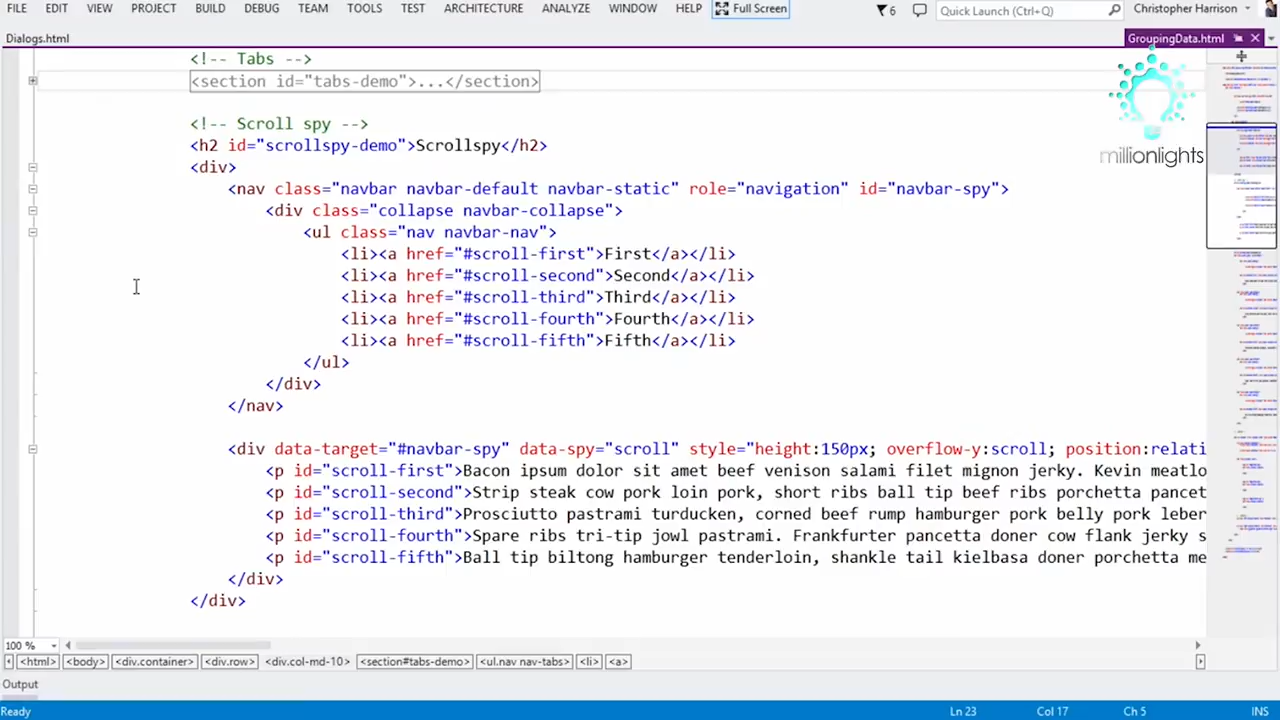 FILE EDIT VIEW PROJECT BUILD DEBUG TEAM TOOLS TEST ARCHITECTURE ANALYZE WINDOW HELP Full Screen 6 Quick Launch (Ctrl+Q) Christopher Harrison
Dialogs.html GroupingData.html
<!-- Tabs -->
<section id="tabs-demo">...</section>
millionlights
<!-- Scroll spy -->
<h2 id="scrollspy-demo">Scrollspy</h2>
<div>
<nav class="navbar navbar-default navbar-static" role="navigation" id="navbar-spy">
<div class="collapse navbar-collapse">
<ul class="nav navbar-nav">
<li><a href="#scroll-first">First</a></li>
<li><a href="#scroll-second">Second</a></li>
<li><a href="#scroll-third">Third</a></li>
<li><a href="#scroll-fourth">Fourth</a></li>
<li><a href="#scroll-fifth">Fifth</a></li>
</ul>
</div>
</nav>
<div data-target="#navbar-spy" data-spy="scroll" style="height:150px; overflow-y:scroll; position:relati
<p id="scroll-first">Bacon ipsum dolor sit amet beef venison salami filet mignon jerky. Kevin meatlo
<p id="scroll-second">Strip steak cow pork loin pork, short ribs ball tip beef ribs porchetta pancet
<p id="scroll-third">Prosciutto pastrami turducken, corned beef rump hamburger pork belly pork leber
<p id="scroll-fourth">Spare ribs tri-tip jowl pastrami. Frankfurter pancetta doner cow flank jerky s
<p id="scroll-fifth">Ball tip biltong hamburger tenderloin, shankle tail kielbasa doner porchetta me
</div>
</div>
100 %
<html> <body> <div.container> <div.row> <div.col-md-10> <section#tabs-demo> <ul.nav nav-tabs> <li> <a>
Output
Ready Ln 23 Col 17 Ch 5 INS